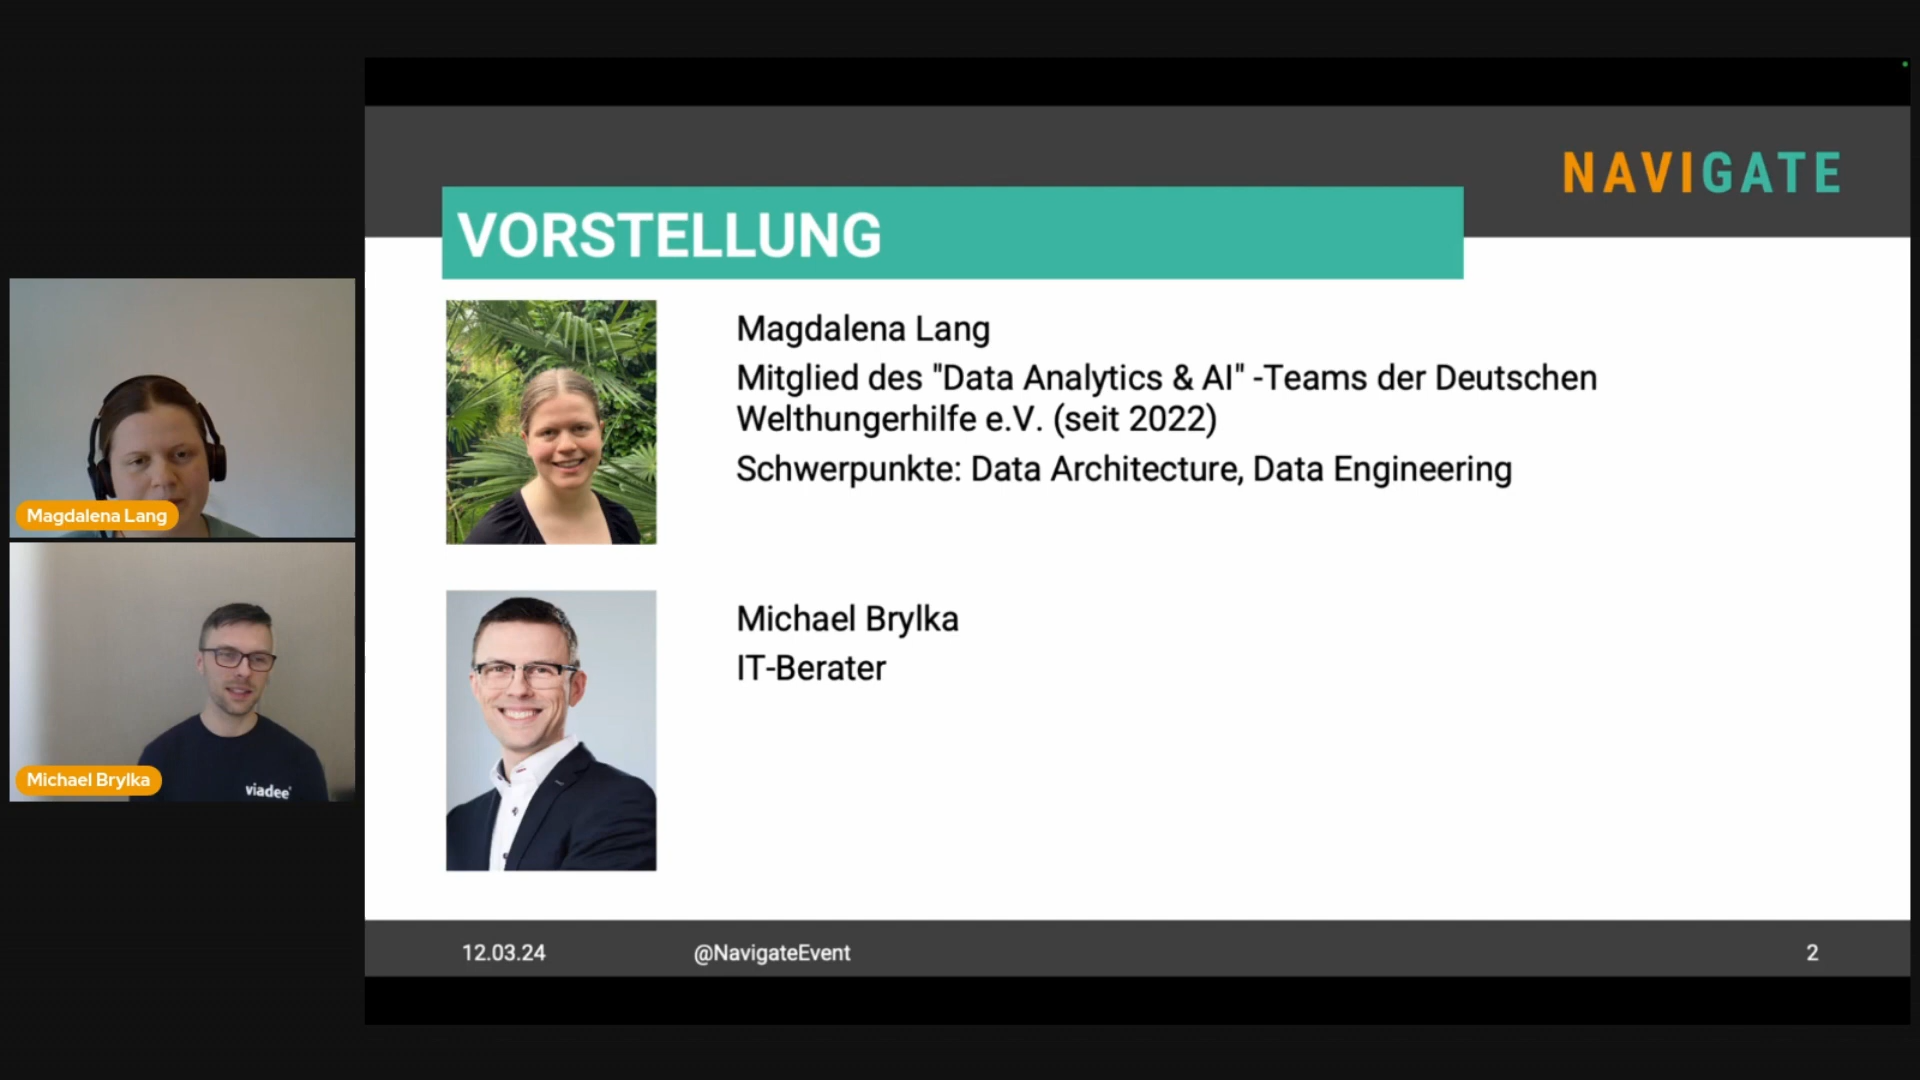 NAVIGATE
VORSTELLUNG
Magdalena Lang
Mitglied des "Data Analytics & AI" -Teams der Deutschen
Welthungerhilfe e.V. (seit 2022)
Schwerpunkte: Data Architecture, Data Engineering
Magdalena Lang
Michael Brylka
IT-Berater
viadee
Michael Brylka
12.03.24
@NavigateEvent
2